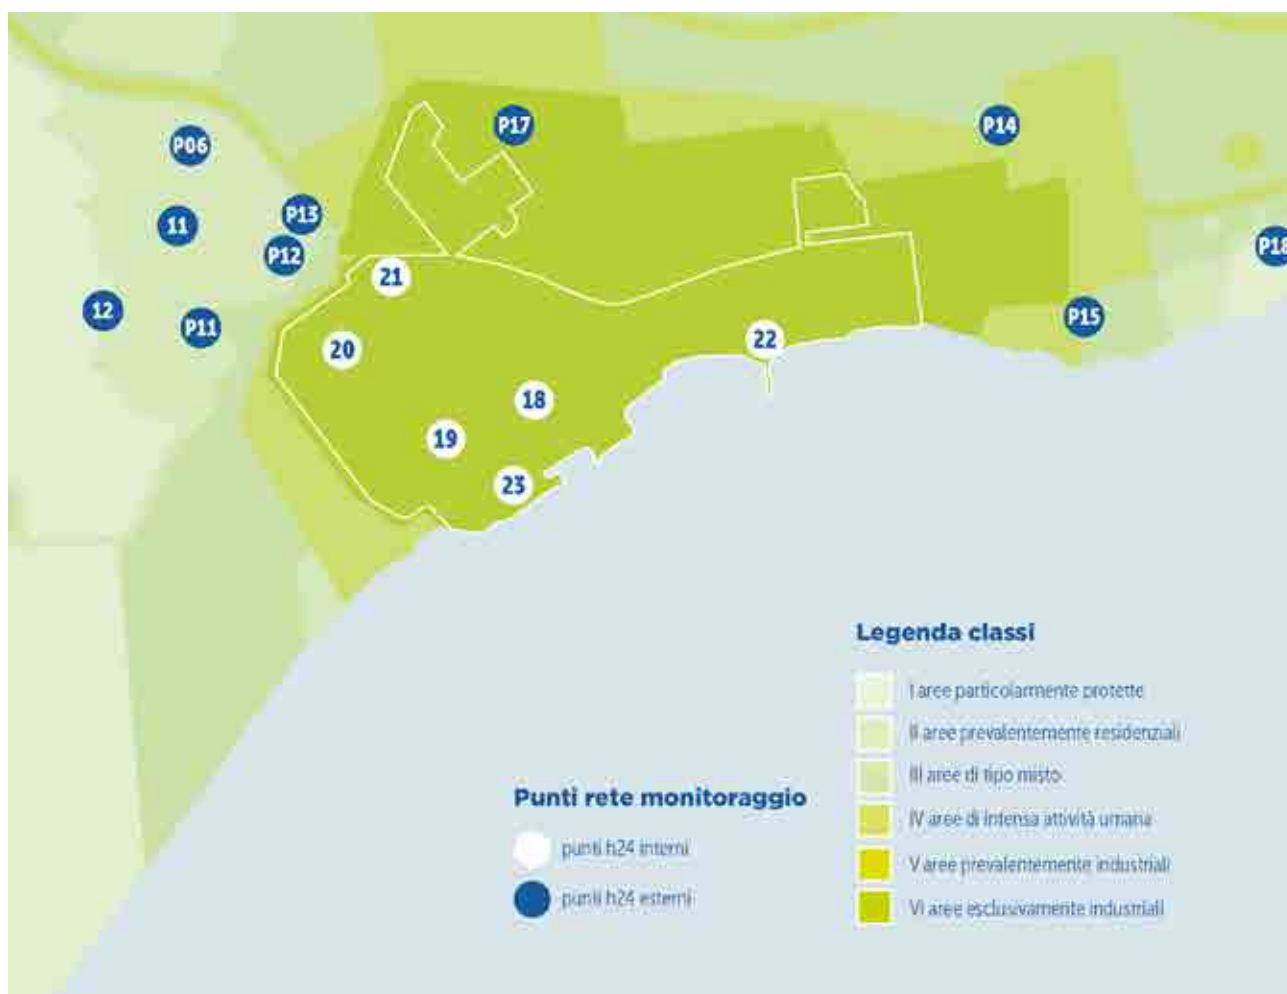 P17
P14
P06
P13
11
P18
P12
21
12
P15
P11
22
20
18
19
23
Legenda classi
I aree particolarmente protette
II aree prevalentemente residenziali
III aree di tipo misto
IV aree di intensa attività umana
V aree prevalentemente industriali
VI aree esclusivamente industriali
Punti rete monitoraggio
punti h24 interni
punti h24 esterni